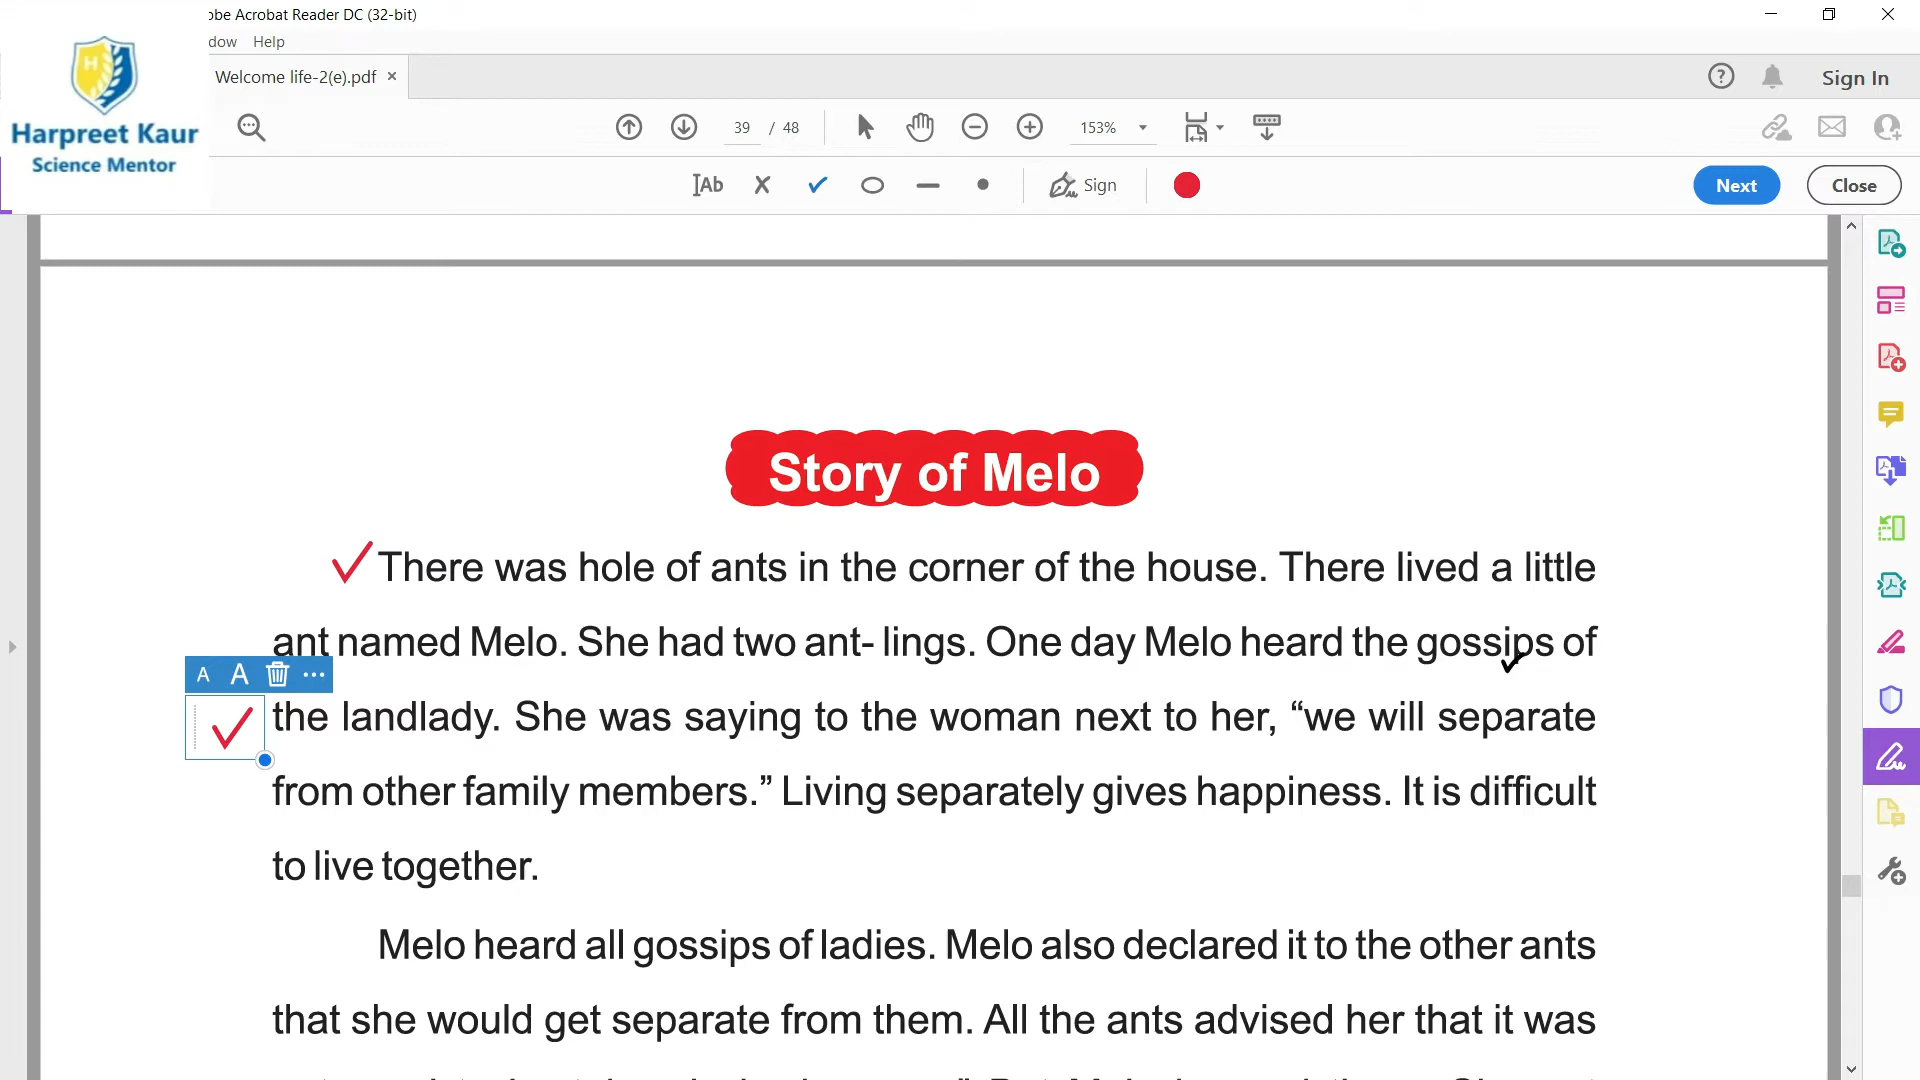 obe Acrobat Reader DC (32-bit)
dow Help
Welcome life-2(e).pdf
Sign In
H
Harpreet Kaur
Science Mentor
39 / 48
153%
Ab
Sign
Next
Close
Story of Melo
There was hole of ants in the corner of the house. There lived a little
ant named Melo. She had two ant- lings. One day Melo heard the gossips of
A A
the landlady. She was saying to the woman next to her, “we will separate
from other family members.” Living separately gives happiness. It is difficult
to live together.
Melo heard all gossips of ladies. Melo also declared it to the other ants
that she would get separate from them. All the ants advised her that it was